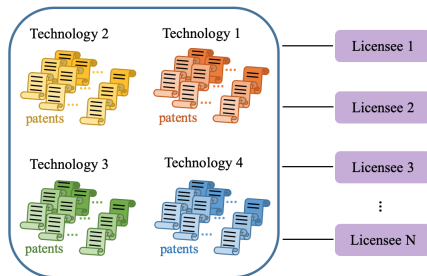 Technology 2
Technology 1
...
...
...
...
patents
patents
Technology 3
Technology 4
...
...
...
...
patents
patents
Licensee 1
Licensee 2
Licensee 3
...
Licensee N